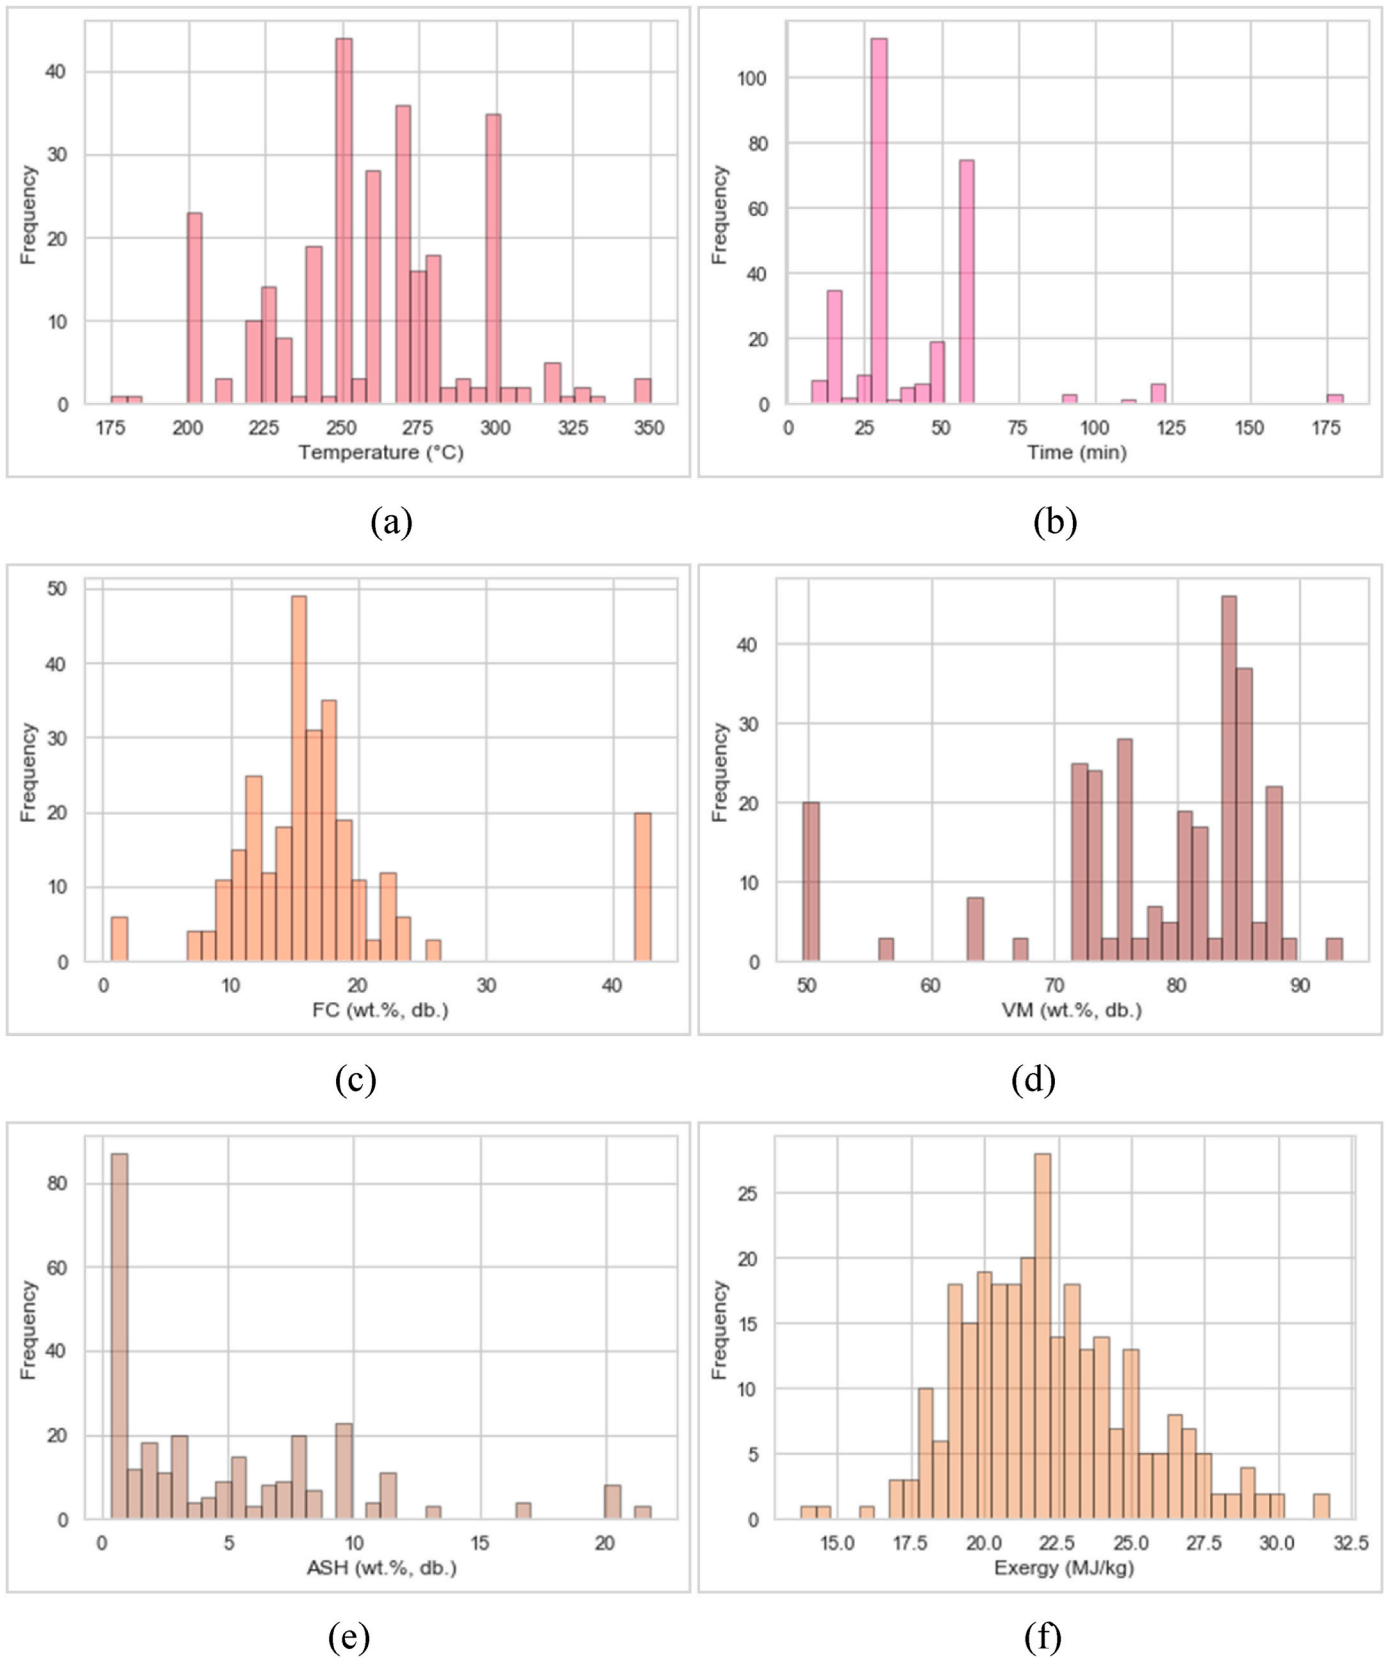 Frequency
40
30
20
10
0
175 200 225 250 275 300 325 350
Temperature (°C)
(a)
Frequency
100
80
60
40
20
0
0 25 50 75 100 125 150 175
Time (min)
(b)
Frequency
50
40
30
20
10
0
0 10 20 30 40
FC (wt.%, db.)
(c)
Frequency
40
30
20
10
0
50 60 70 80 90
VM (wt.%, db.)
(d)
Frequency
80
60
40
20
0
0 5 10 15 20
ASH (wt.%, db.)
(e)
Frequency
25
20
15
10
5
0
15.0 17.5 20.0 22.5 25.0 27.5 30.0 32.5
Exergy (MJ/kg)
(f)